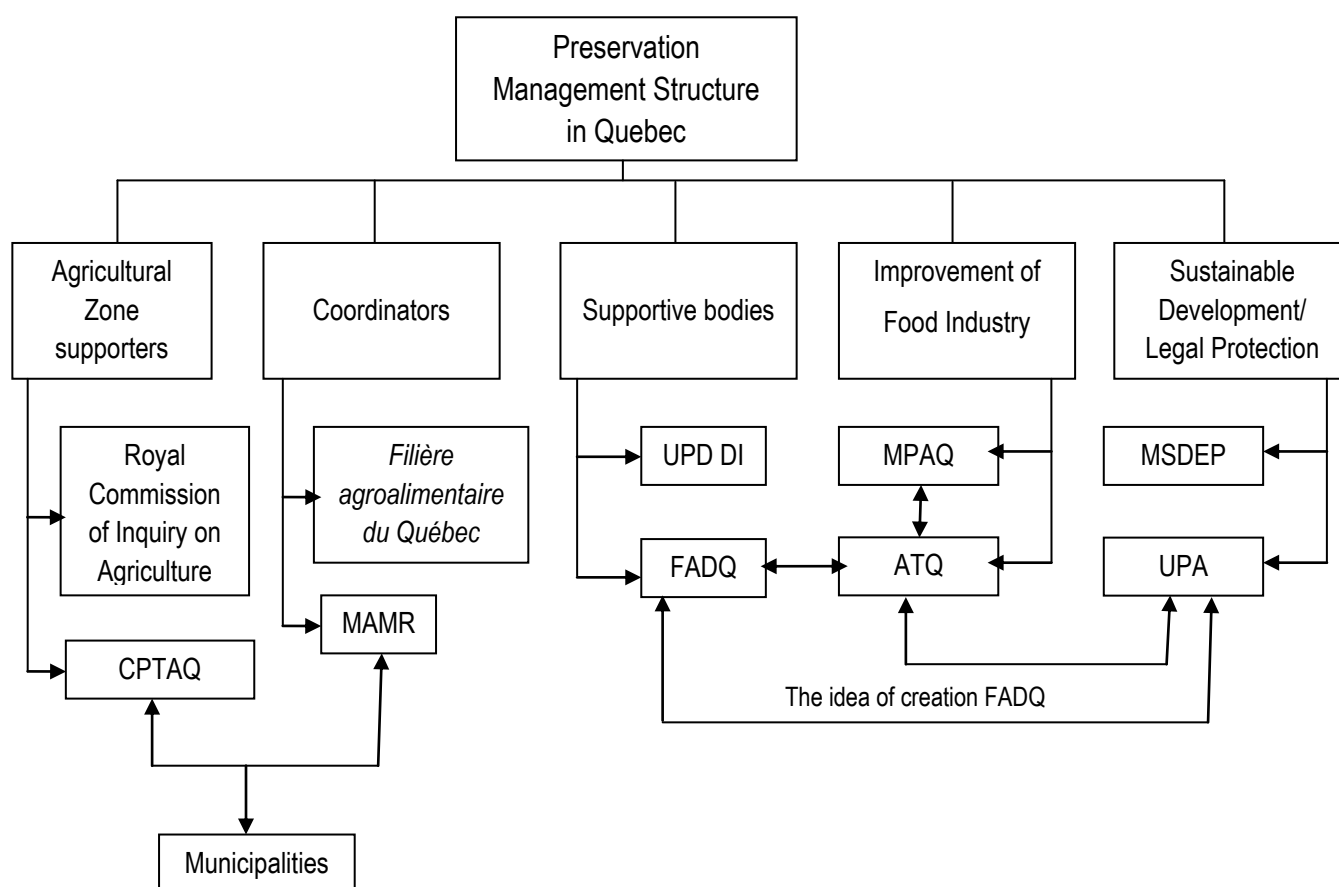 Preservation
Management Structure
in Quebec
Agricultural
Zone
supporters
Coordinators
Supportive bodies
Improvement of
Food Industry
Sustainable
Development/
Legal Protection
Royal
Commission
of Inquiry on
Agriculture
Filière
agroalimentaire
du Québec
UPD DI
MPAQ
MSDEP
FADQ
ATQ
UPA
MAMR
CPTAQ
The idea of creation FADQ
Municipalities